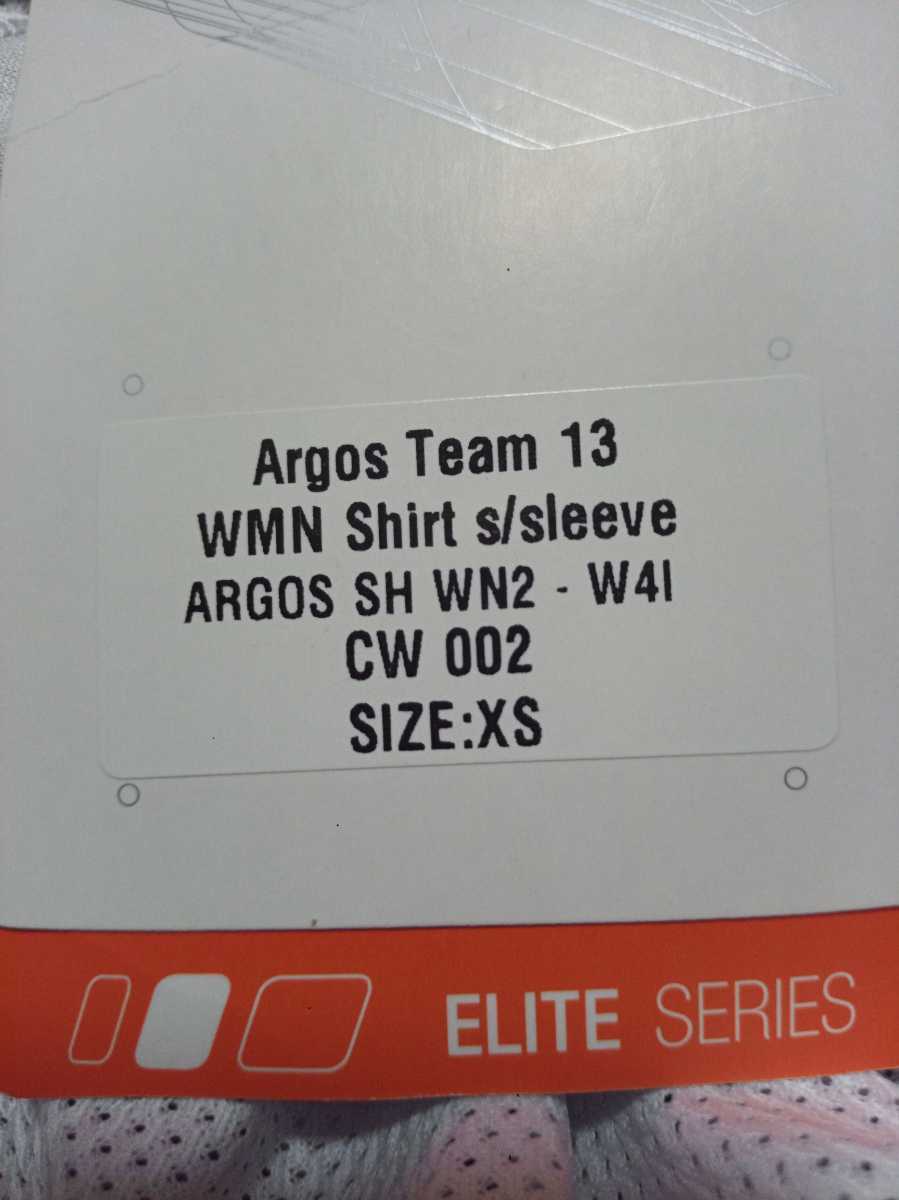 Argos Team 13
WMN Shirt s/sleeve
ARGOS SH WN2 - W4I
CW 002
SIZE:XS
ELITE SERIES